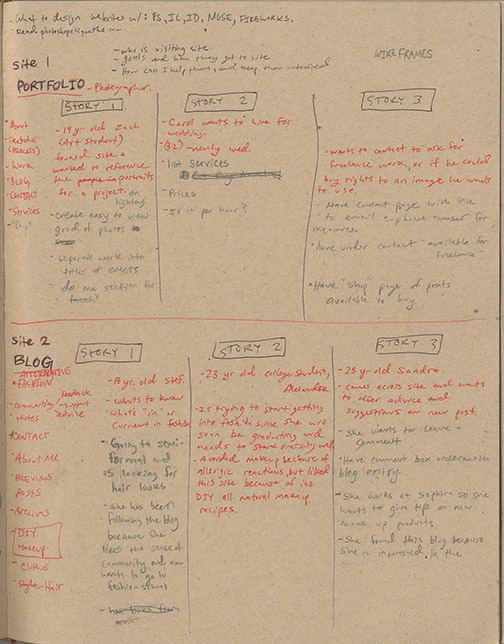 - What to design websites w/: PS, IL, ID, MUSE, FIREWORKS,
- Read
- who is visiting site.
- goals and how they got to site
- How can I help them, and keep them interested
WIREFRAMES
Site 1
PORTFOLIO - Photographer.
- About
- sketches
(process)
- Work
- BLOG
- CONTACT
- Services
- "Shop"
STORY 1
- 19 yr. old Zach
(Art Student)
found site &
wanted to reference
the people in portraits
for a project. on
lighting
- create easy to view
grid of photos
- Seperate work into
titles of events
- do one section for
faces?
STORY 2
- Carol wants to hire for
wedding.
- (32) - newly wed.
- list services
- Prices
- Is it per hour?
STORY 3
- wants to contact to ask for
freelance work, or if he could
buy rights to an image he wants
to use.
- Have contact page with link
to email & phone number for
inquiries.
- have under contact "available for
freelance"
- Have "shop" page of prints
available to buy.
Site 2
BLOG
ALTERNATIVE
FASHION
- community
feedback
- support
- photos
advice
CONTACT
- About ME
- PREVIOUS
POSTS
- Archives
- DIY
Makeup
- Clothes
- Style - Hair
STORY 1
- 18 yr. old Stef.
- wants to know
what's "in" or
current in fashion
- Going to semi-
formal and
is looking for
hair looks
- she has been
following the blog
because she
likes the sense of
community and now
wants to go to
fashion school
STORY 2
- 23 yr old college student,
Alexandra
- Is trying to start getting
into fashion since she will
soon be graduating and
needs to start dressing well.
- Avoided makeup because of
allergic reactions, but liked
this site because of its
DIY all natural makeup
recipes.
STORY 3
- 25 yr old Sandra.
- comes across site and wants
to offer advice and
suggestions on new post.
- She wants to leave a
comment
- Have comment box underneath
blog entry.
- She works at Sephora so she
wants to give tips on new
make up products.
- She found this blog because
she is interested in the